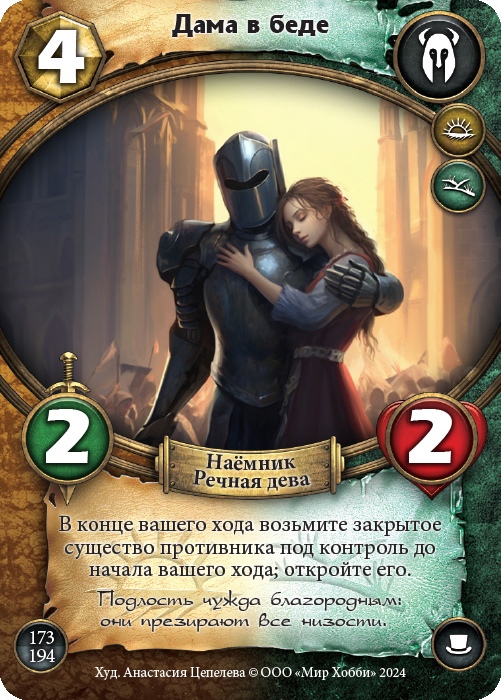 Дама в беде
4
2
2
Наёмник
Речная дева
В конце вашего хода возьмите закрытое
существо противника под контроль до
начала вашего хода; откройте его.
Подлость чужда благородным:
они презирают все низости.
173
194
Худ. Анастасия Цепелева © ООО «Мир Хобби» 2024